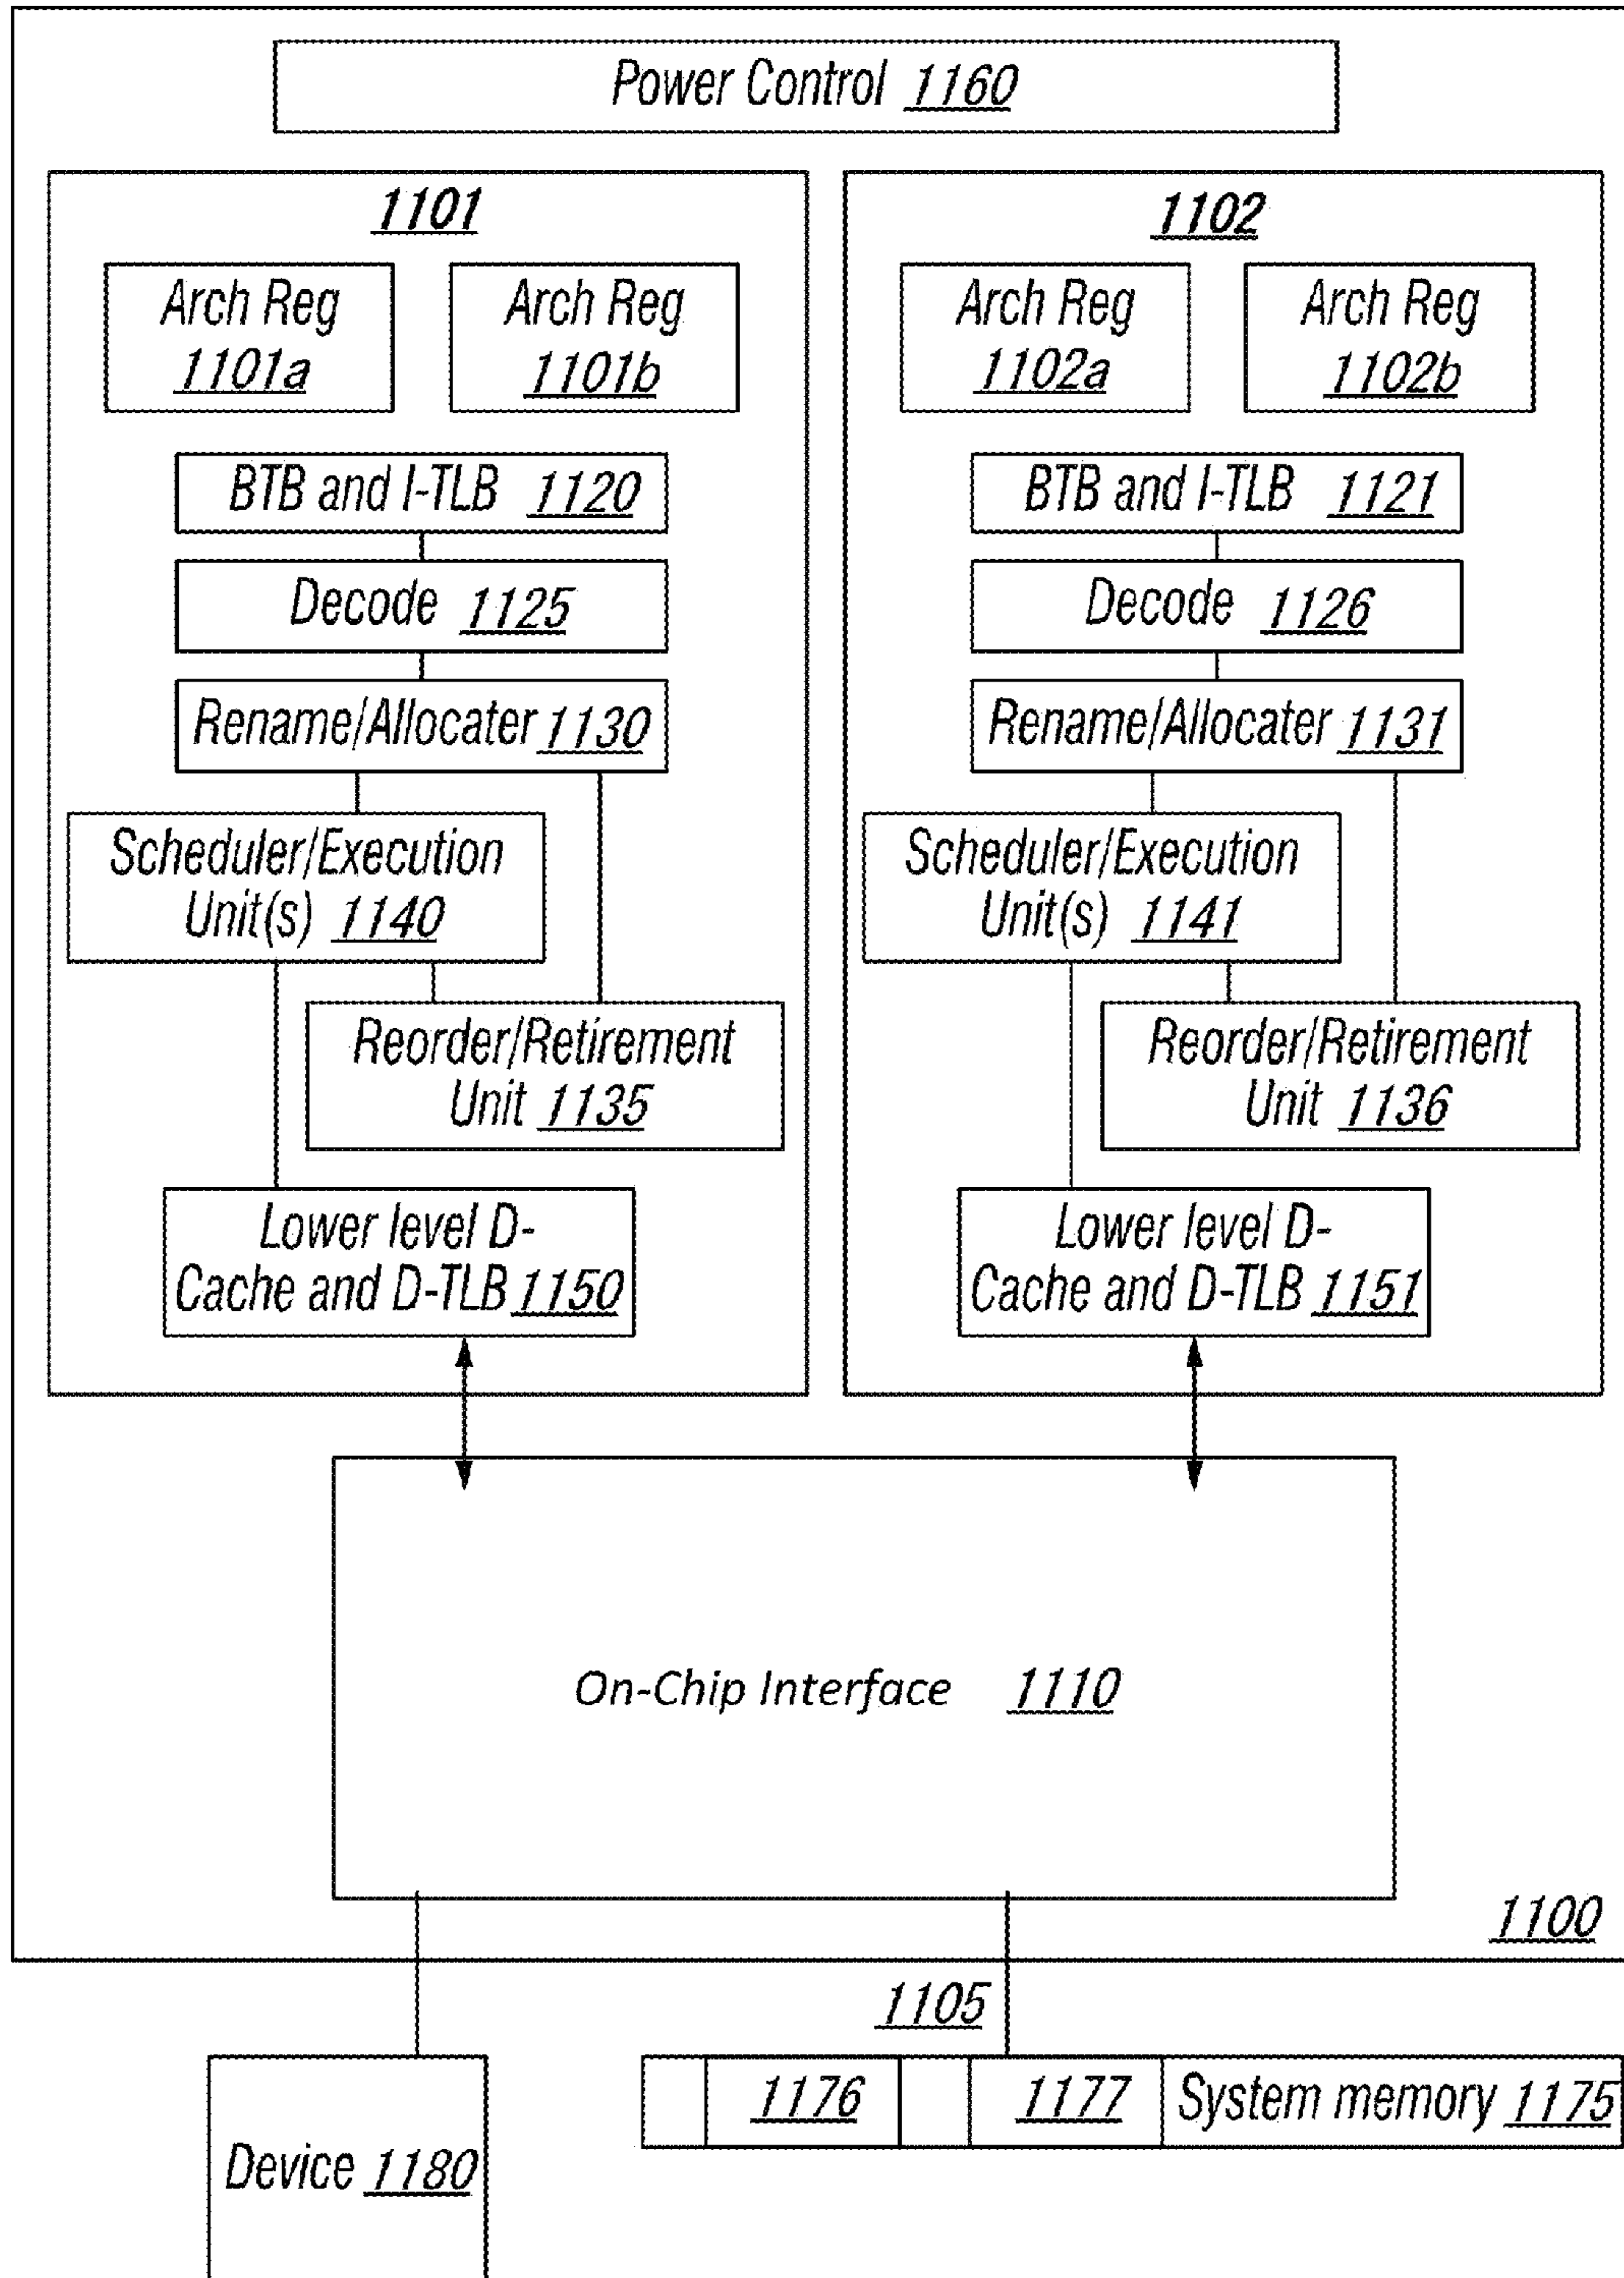 Power Control 1160
1101
Arch Reg
1101a
Arch Reg
1101b
BTB and I-TLB 1120
Decode 1125
Rename/Allocater 1130
Scheduler/Execution
Unit(s) 1140
Reorder/Retirement
Unit 1135
Lower level D-
Cache and D-TLB 1150
1102
Arch Reg
1102a
Arch Reg
1102b
BTB and I-TLB 1121
Decode 1126
Rename/Allocater 1131
Scheduler/Execution
Unit(s) 1141
Reorder/Retirement
Unit 1136
Lower level D-
Cache and D-TLB 1151
On-Chip Interface 1110
1100
1105
1176
1177
System memory 1175
Device 1180